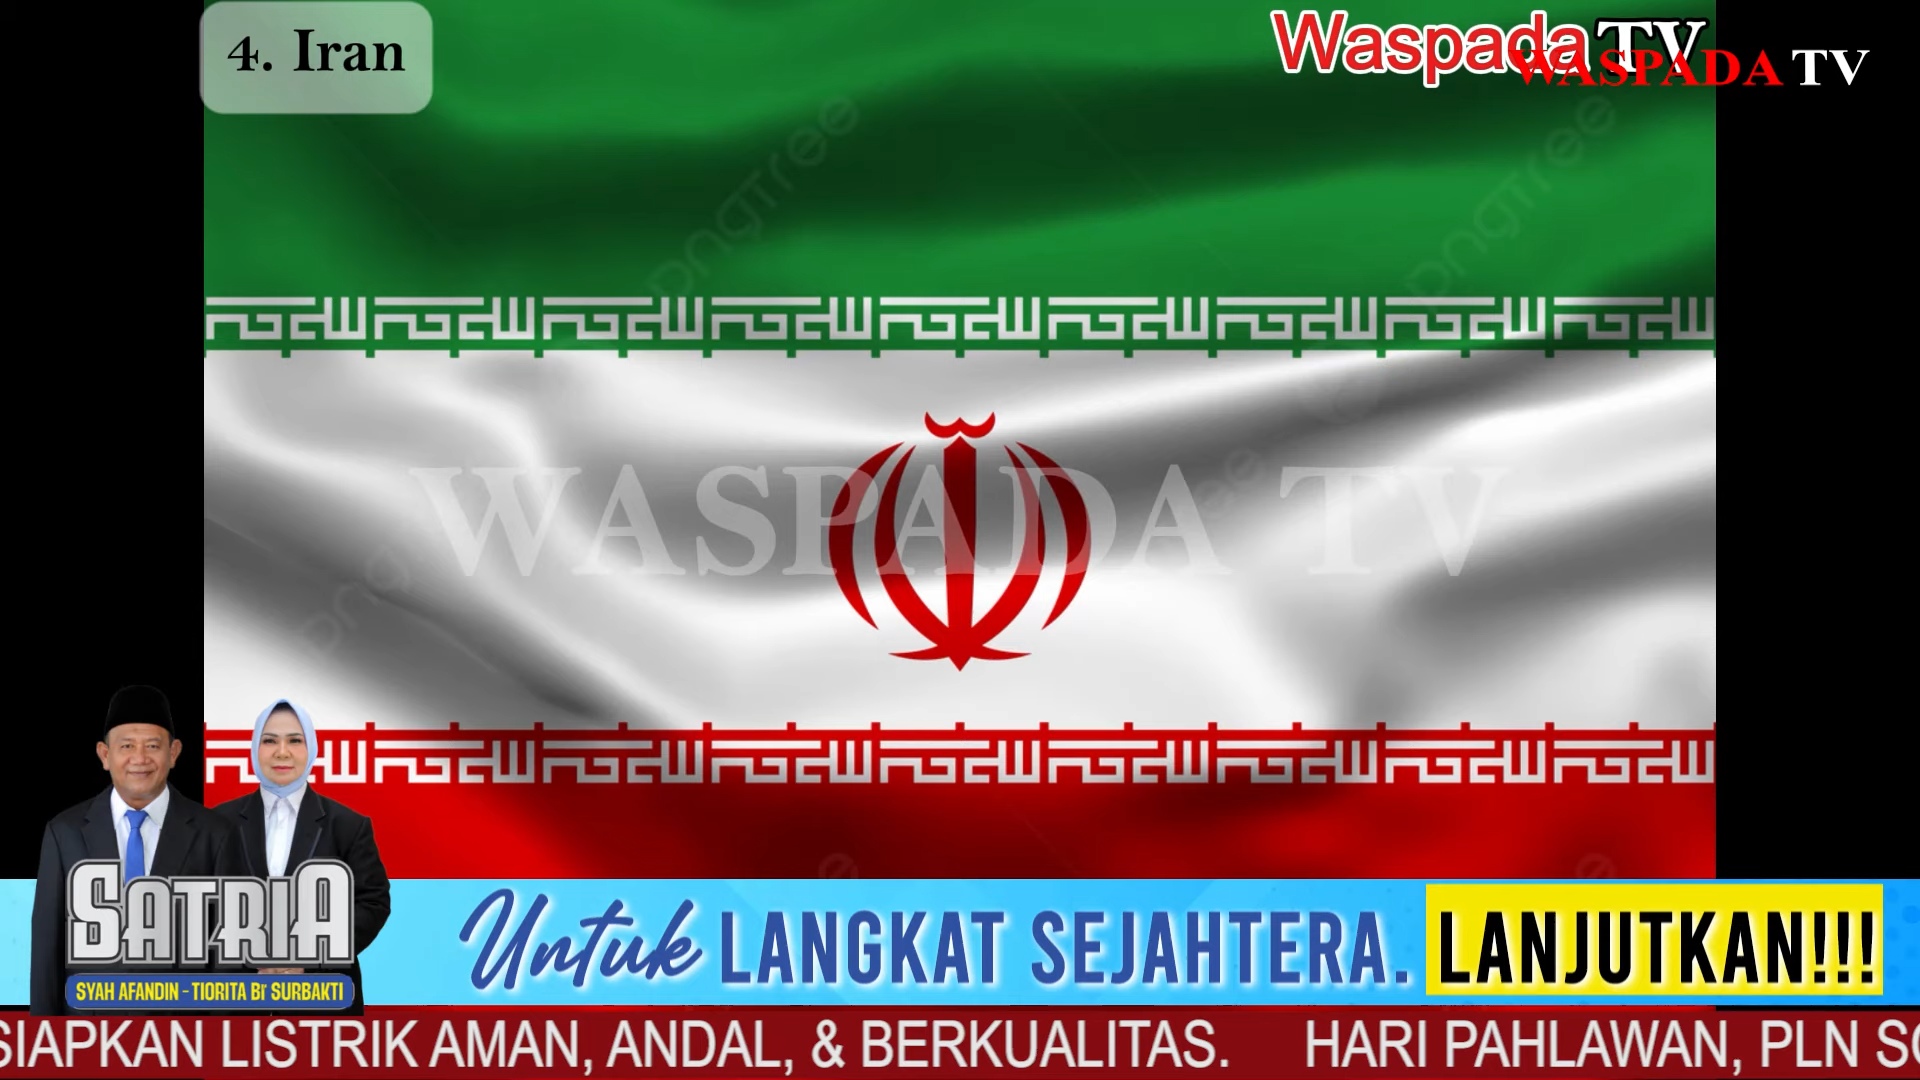 4. Iran
Waspada TV
WASPADA TV
WASPADA TV
SATRIA
SYAH AFANDIN - TIORITA Br SURBAKTI
Untuk LANGKAT SEJAHTERA. LANJUTKAN!!!
SIAPKAN LISTRIK AMAN, ANDAL, & BERKUALITAS. HARI PAHLAWAN, PLN